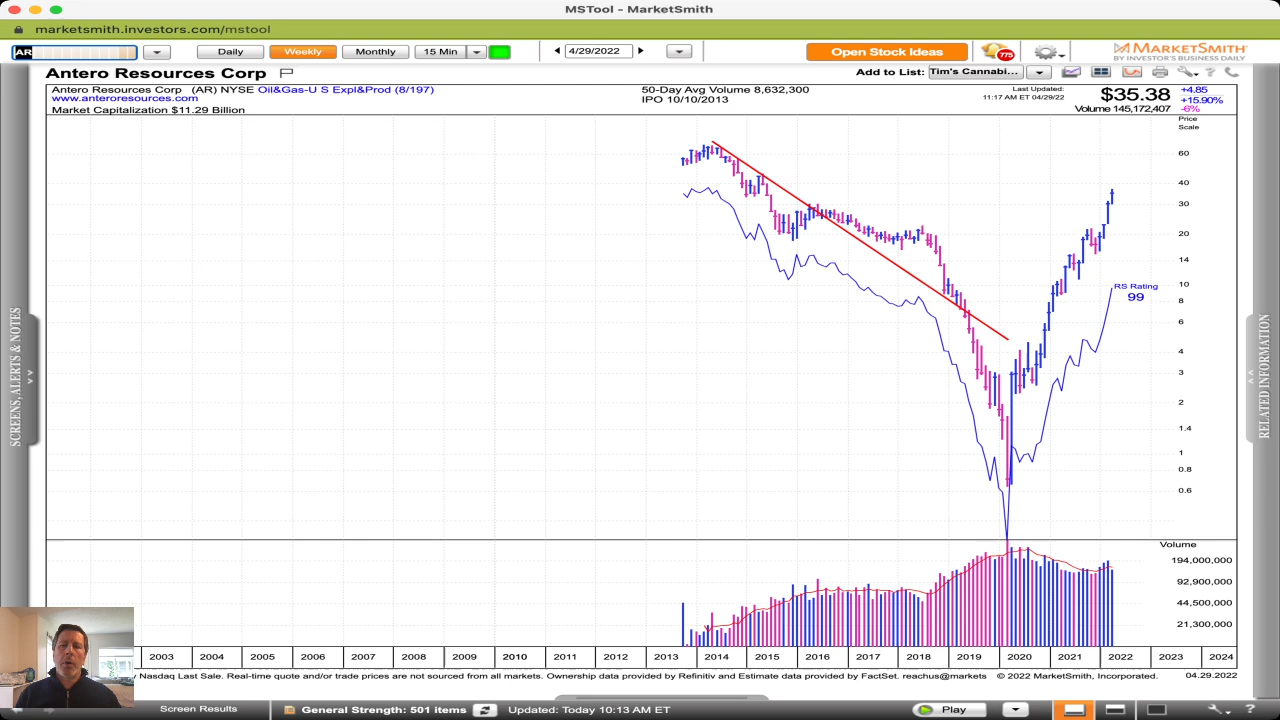 MSTool - MarketSmith
marketsmith.investors.com/mstool
AR Daily Weekly Monthly 15 Min 4/29/2022 Open Stock Ideas 775 MARKETSMITH
BY INVESTOR'S BUSINESS DAILY
Antero Resources Corp Add to List: Tim's Cannabi... ?
Antero Resources Corp (AR) NYSE Oil&Gas-U S Expl&Prod (8/197) 50-Day Avg Volume 8,632,300 Last Updated: $35.38 +4.85
www.anteroresources.com IPO 10/10/2013 11:17 AM ET 04/29/22 +15.90%
Market Capitalization $11.29 Billion Volume 145,172,407 -6%
Price
Scale
60
40
30
20
14
10
RS Rating
99
8
6
4
3
2
1.4
1
0.8
0.6
Volume
194,000,000
92,900,000
44,500,000
21,300,000
SCREENS, ALERTS & NOTES >>
<< RELATED INFORMATION
2003 2004 2005 2006 2007 2008 2009 2010 2011 2012 2013 2014 2015 2016 2017 2018 2019 2020 2021 2022 2023 2024
Nasdaq Last Sale. Real-time quote and/or trade prices are not sourced from all markets. Ownership data provided by Refinitiv and Estimate data provided by FactSet. reachus@markets © 2022 MarketSmith, Incorporated. 04.29.2022
Screen Results General Strength: 501 items Updated: Today 10:13 AM ET Play ?